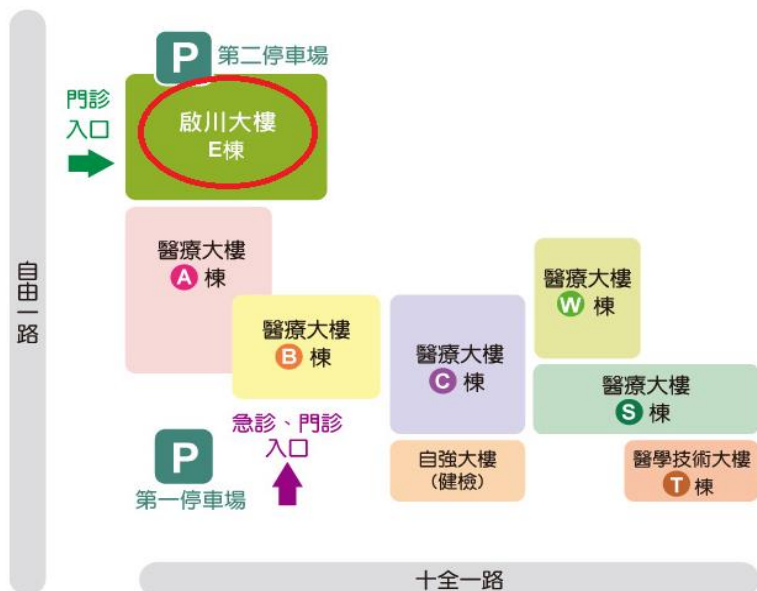 P 第二停車場
門診
入口
啟川大樓
E棟
自由一路
醫療大樓
A 棟
醫療大樓
B 棟
醫療大樓
C 棟
醫療大樓
W 棟
醫療大樓
S 棟
急診、門診
入口
P
第一停車場
自強大樓
(健檢)
醫學技術大樓
T 棟
十全一路